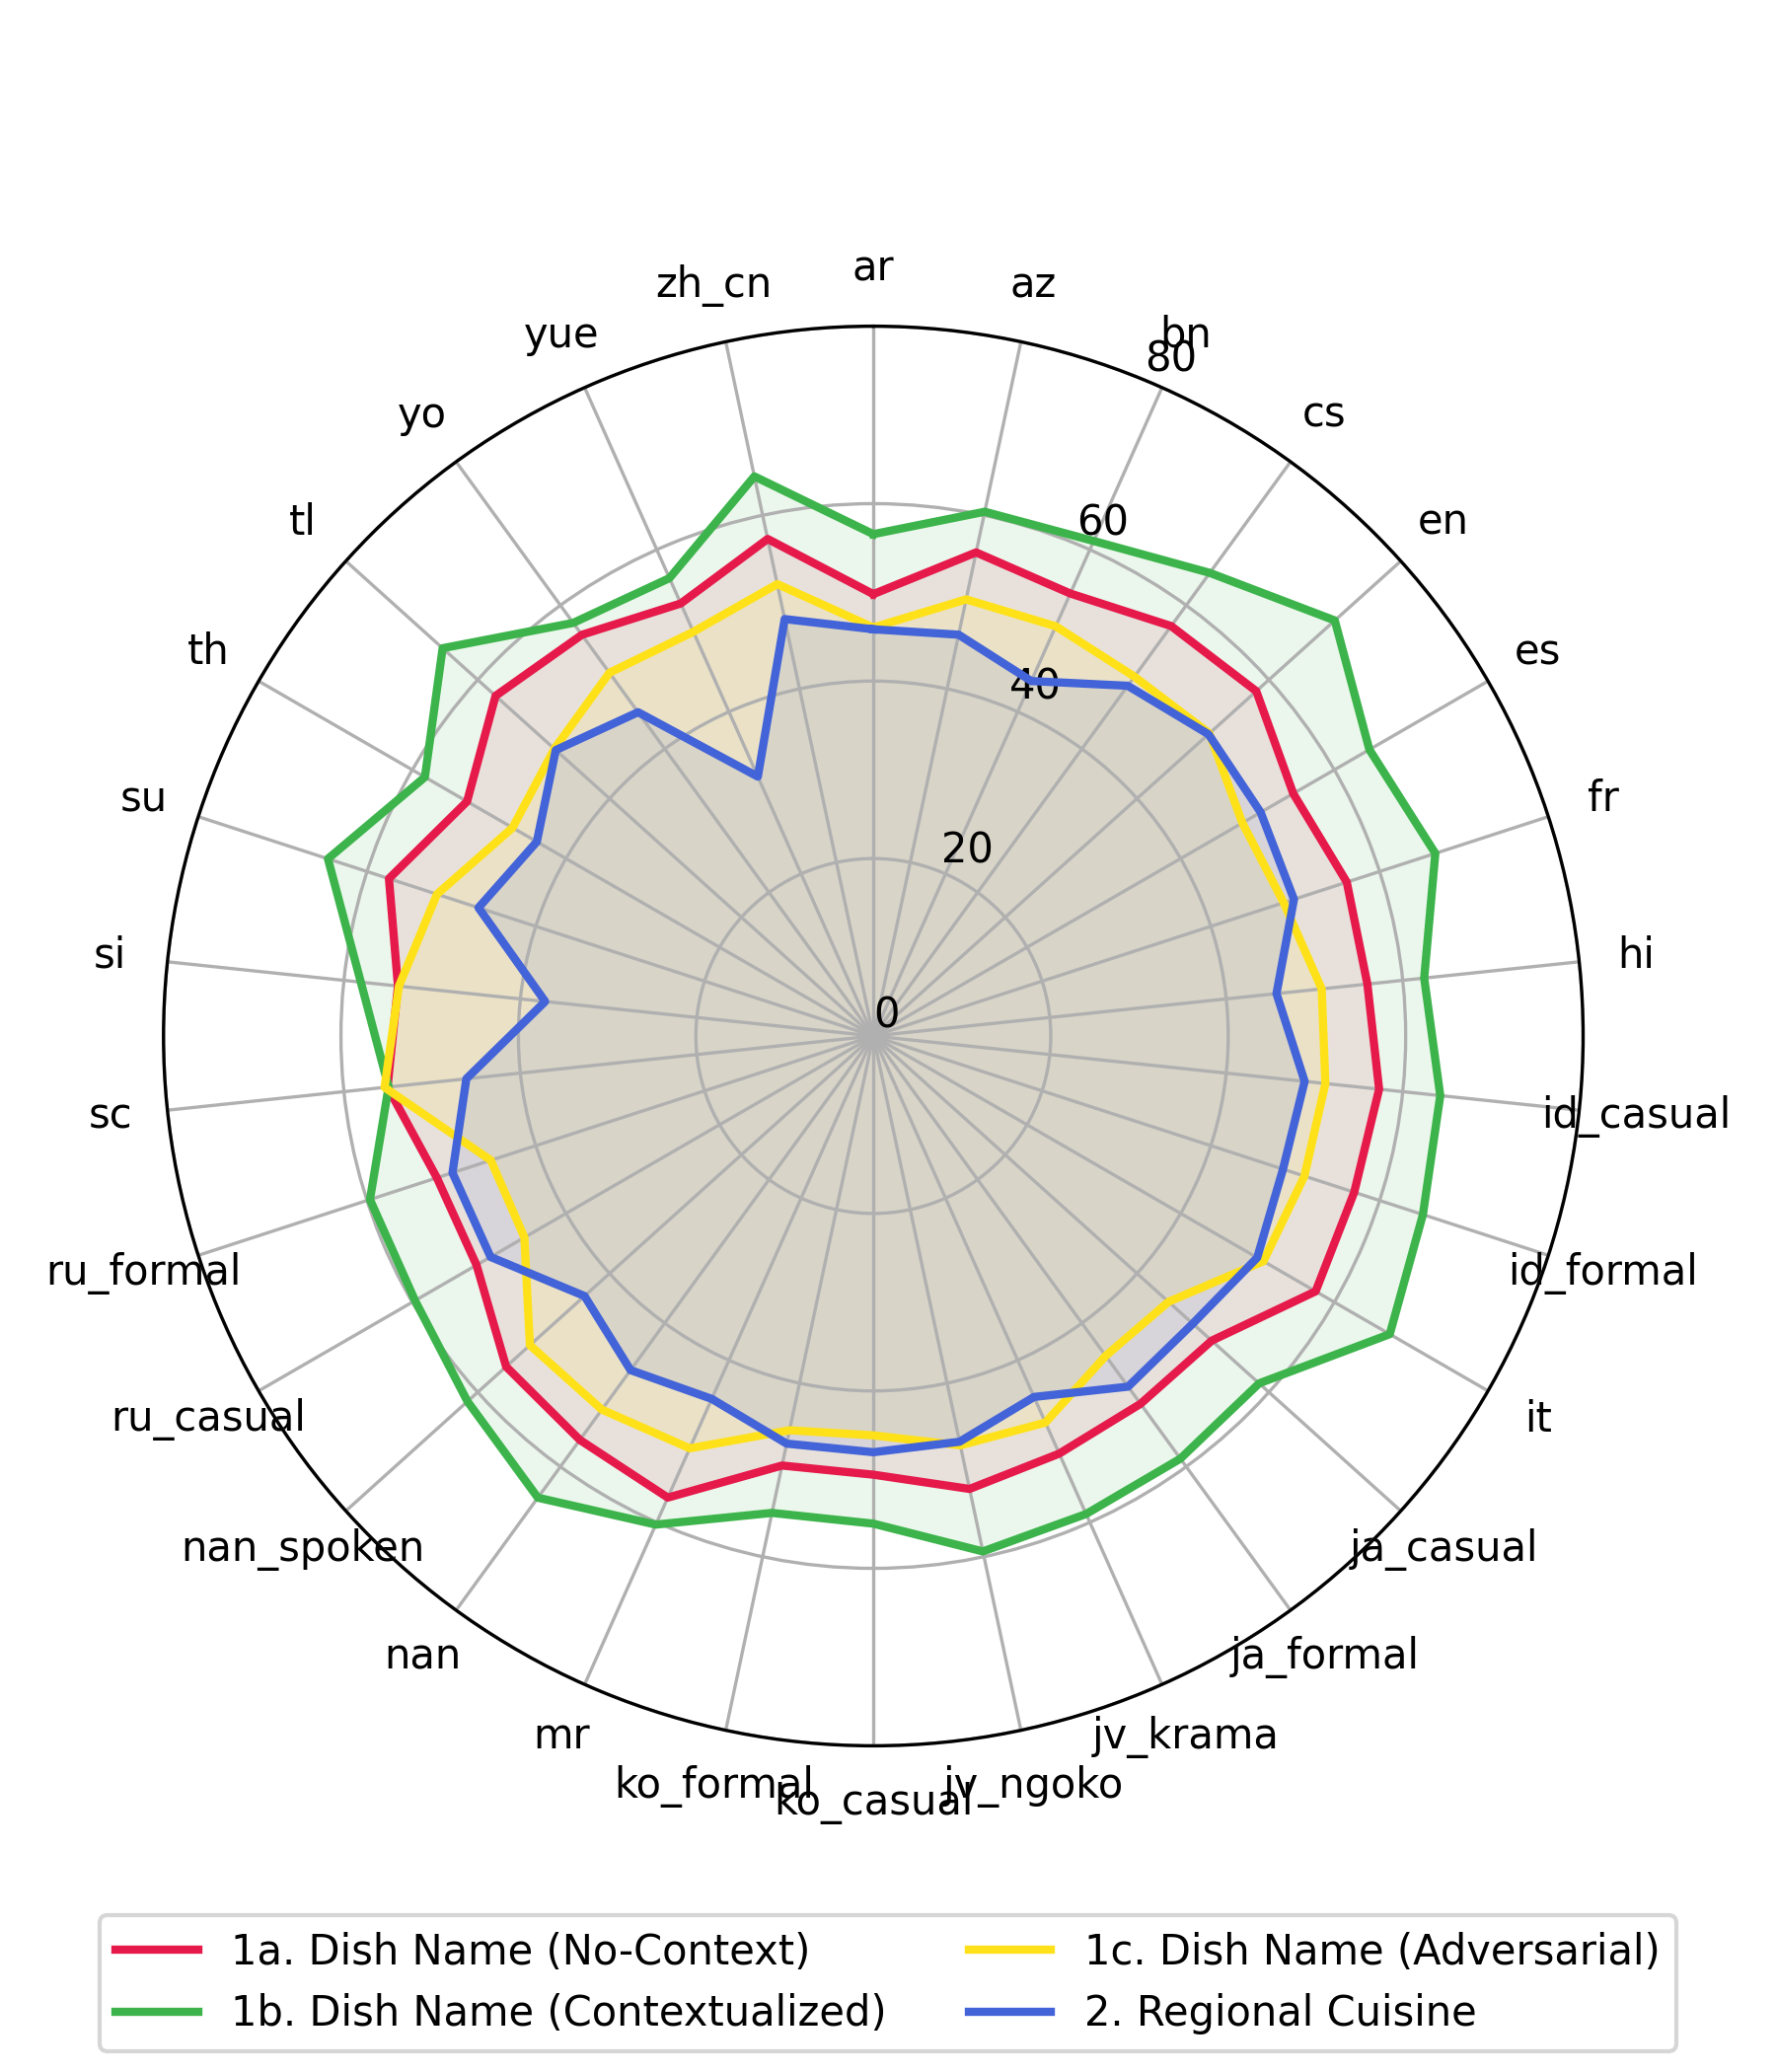 ar
az
bn
cs
en
es
fr
hi
id_casual
id_formal
it
ja_casual
ja_formal
jv_krama
jv_ngoko
ko_casual
ko_formal
mr
nan
nan_spoken
ru_casual
ru_formal
sc
si
su
th
tl
yo
yue
zh_cn
80
60
40
20
0
1a. Dish Name (No-Context)
1b. Dish Name (Contextualized)
1c. Dish Name (Adversarial)
2. Regional Cuisine